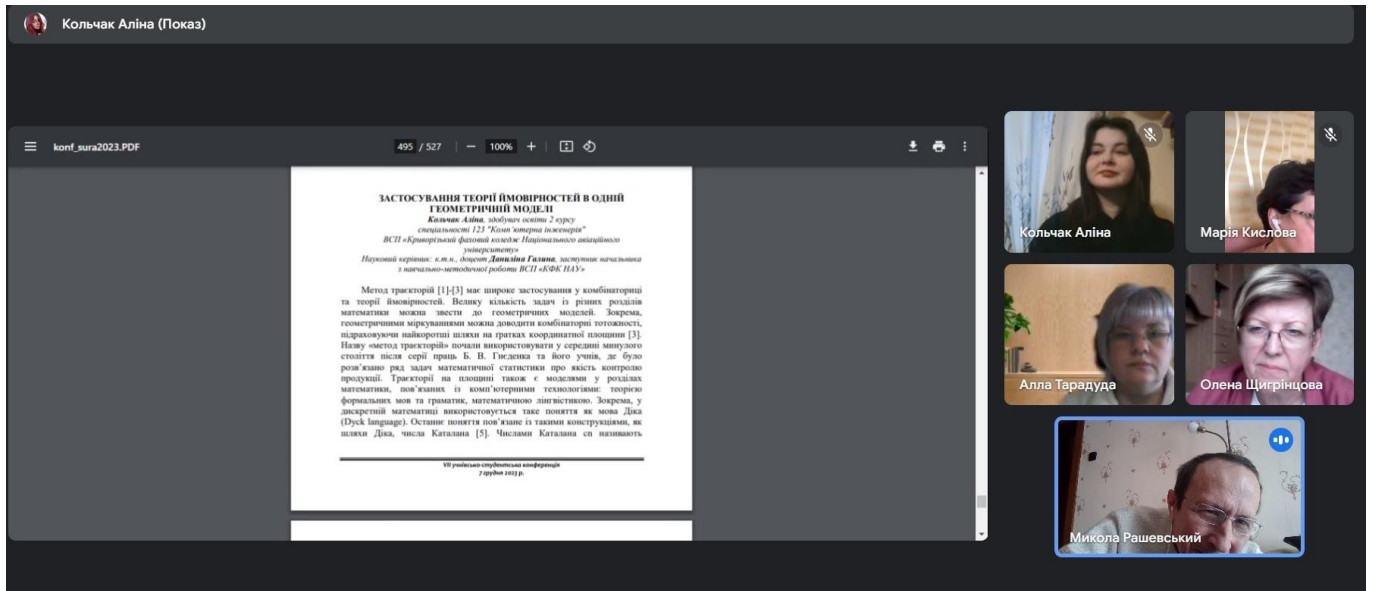 Кольчак Аліна (Показ)
konf_sura2023.PDF
495 / 527
100%
ЗАСТОСУВАННЯ ТЕОРІЇ ЙМОВІРНОСТЕЙ В ОДНІЙ
ГЕОМЕТРИЧНІЙ МОДЕЛІ
Кольчак Аліна, здобувач освіти 2 курсу
спеціальності 123 "Комп'ютерна інженерія"
ВСП «Криворізький фаховий коледж Національного авіаційного
університету»
Науковий керівник: к.т.н., доцент Даниліна Галина, заступник начальника
з навчально-методичної роботи ВСП «КФК НАУ»
Метод траєкторій [1]-[3] має широке застосування у комбінаториці
та теорії ймовірностей. Велику кількість задач із різних розділів
математики можна звести до геометричних моделей. Зокрема,
геометричними міркуваннями можна доводити комбінаторні тотожності,
підраховуючи найкоротші шляхи на ґратках координатної площини [3].
Назву «метод траєкторій» почали використовувати у середині минулого
століття після серії праць Б. В. Гнєденка та його учнів, де було
розв'язано ряд задач математичної статистики про якість контролю
продукції. Траєкторії на площині також є моделями у розділах
математики, пов'язаних із комп'ютерними технологіями: теорією
формальних мов та граматик, математичною лінгвістикою. Зокрема, у
дискретній математиці використовується таке поняття як мова Діка
(Dyck language). Останнє поняття пов'язане із такими конструкціями, як
шляхи Діка, числа Каталана [5]. Числами Каталана cn називають
VII учнівсько-студентська конференція
7 грудня 2023 р.
Кольчак Аліна
Марія Кислова
Алла Тарадуда
Олена Щигрінцова
Микола Рашевський